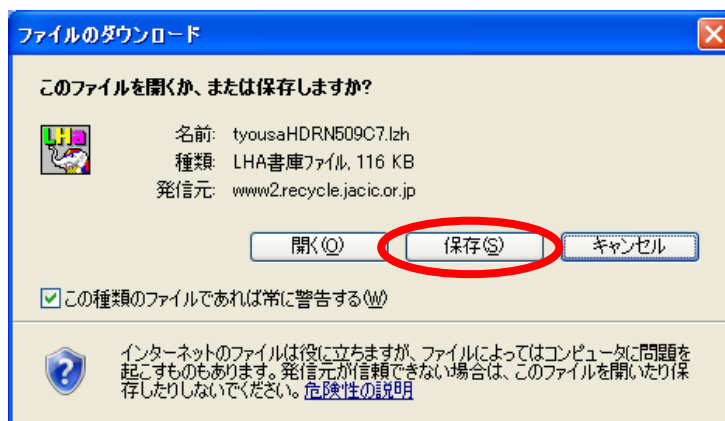 ファイルのダウンロード
このファイルを開くか、または保存しますか?
LHa
名前: tyousaHDRN509C7.lzh
種類: LHA書庫ファイル, 116 KB
発信元: www2.recycle.jacic.or.jp
開く(O) 保存(S) キャンセル
この種類のファイルであれば常に警告する(W)
インターネットのファイルは役に立ちますが、ファイルによってはコンピュータに問題を
起こすものもあります。発信元が信頼できない場合は、このファイルを開いたり保
存したりしないでください。危険性の説明